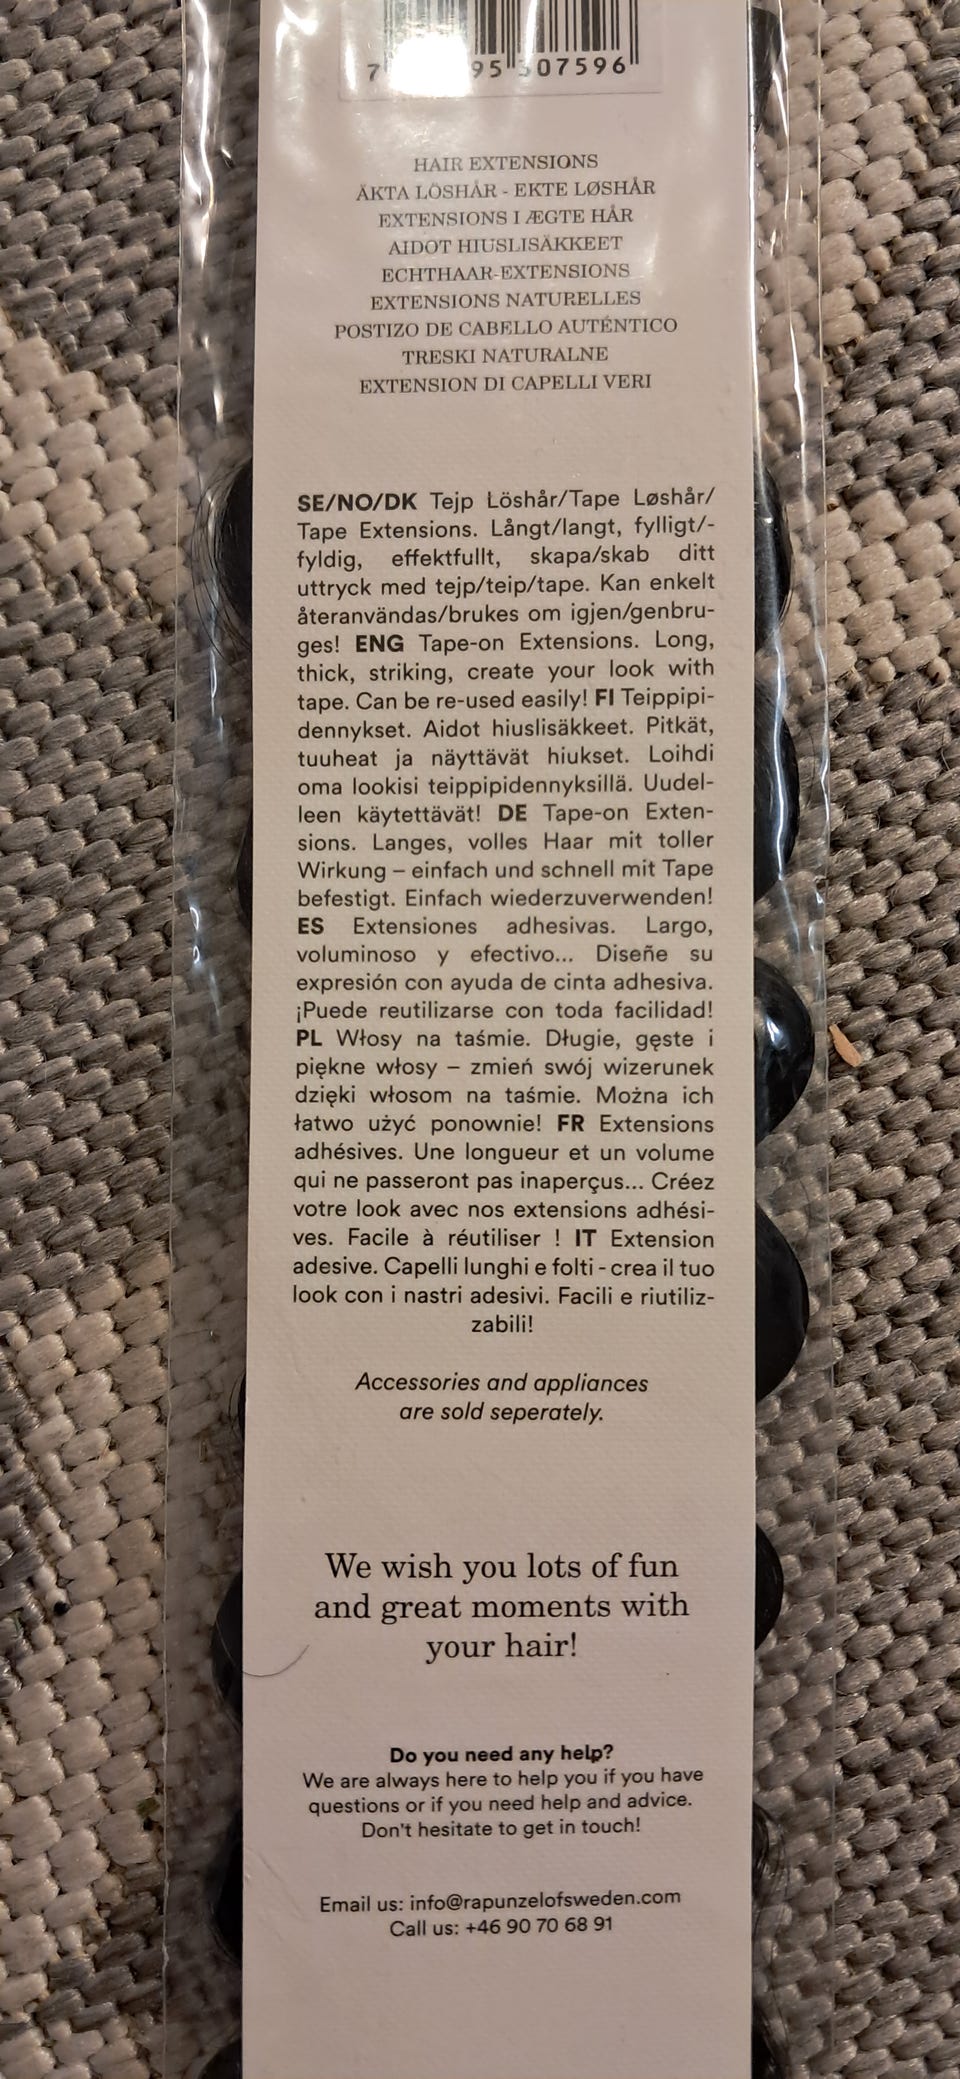 95 307596
HAIR EXTENSIONS
ÄKTA LÖSHÅR - EKTE LØSHÅR
EXTENSIONS I ÆGTE HÅR
AIDOT HIUSLISÄKKEET
ECHTHAAR-EXTENSIONS
EXTENSIONS NATURELLES
POSTIZO DE CABELLO AUTÉNTICO
TRESKI NATURALNE
EXTENSION DI CAPELLI VERI
SE/NO/DK Tejp Löshår/Tape Løshår/
Tape Extensions. Långt/langt, fylligt/-
fyldig, effektfullt, skapa/skab ditt
uttryck med tejp/teip/tape. Kan enkelt
återanvändas/brukes om igjen/genbru-
ges! ENG Tape-on Extensions. Long,
thick, striking, create your look with
tape. Can be re-used easily! FI Teippipi-
dennykset. Aidot hiuslisäkkeet. Pitkät,
tuuheat ja näyttävät hiukset. Loihdi
oma lookisi teippipidennyksillä. Uudel-
leen käytettävät! DE Tape-on Exten-
sions. Langes, volles Haar mit toller
Wirkung – einfach und schnell mit Tape
befestigt. Einfach wiederzuverwenden!
ES Extensiones adhesivas. Largo,
voluminoso y efectivo... Diseñe su
expresión con ayuda de cinta adhesiva.
¡Puede reutilizarse con toda facilidad!
PL Włosy na taśmie. Długie, gęste i
piękne włosy – zmień swój wizerunek
dzięki włosom na taśmie. Można ich
łatwo użyć ponownie! FR Extensions
adhésives. Une longueur et un volume
qui ne passeront pas inaperçus... Créez
votre look avec nos extensions adhési-
ves. Facile à réutiliser ! IT Extension
adesive. Capelli lunghi e folti - crea il tuo
look con i nastri adesivi. Facili e riutiliz-
zabili!
Accessories and appliances
are sold seperately.
We wish you lots of fun
and great moments with
your hair!
Do you need any help?
We are always here to help you if you have
questions or if you need help and advice.
Don't hesitate to get in touch!
Email us: info@rapunzelofsweden.com
Call us: +46 90 70 68 91